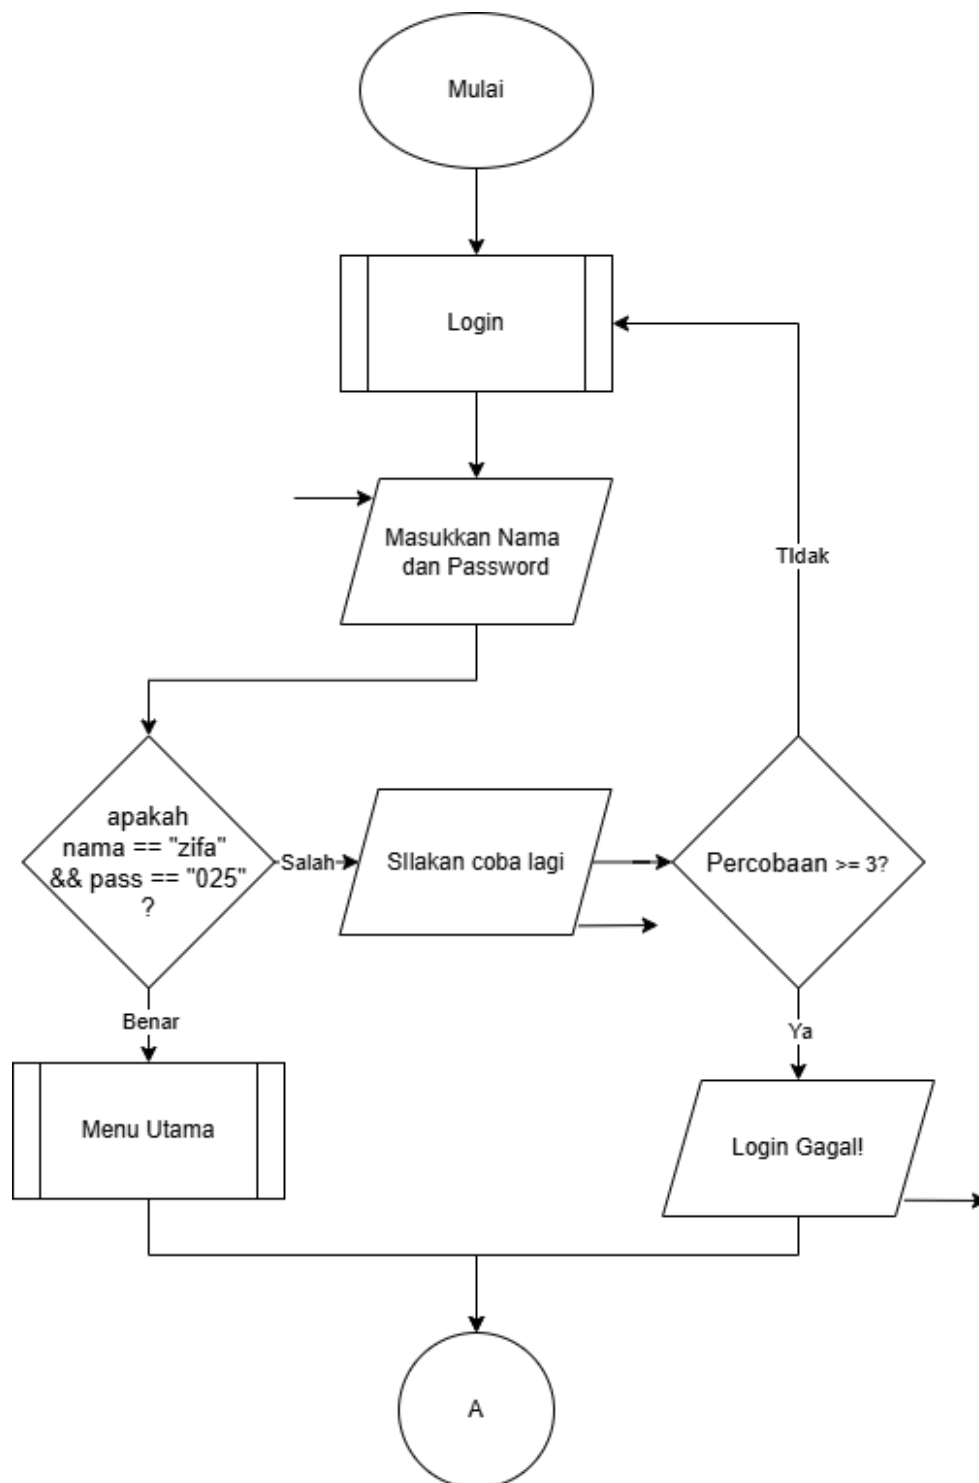 Mulai
Login
Masukkan Nama
dan Password
TIdak
apakah
nama == "zifa"
&& pass == "025"
?
Salah
SIlakan coba lagi
Percobaan >= 3?
Benar
Ya
Menu Utama
Login Gagal!
A